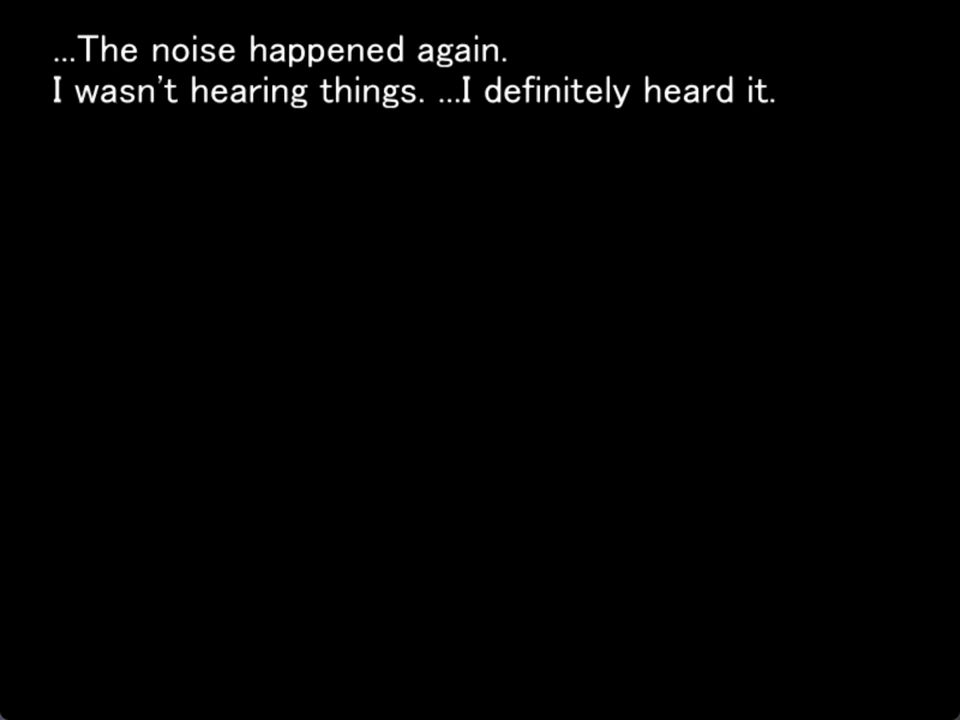 ...The noise happened again.
I wasn't hearing things. ...I definitely heard it.